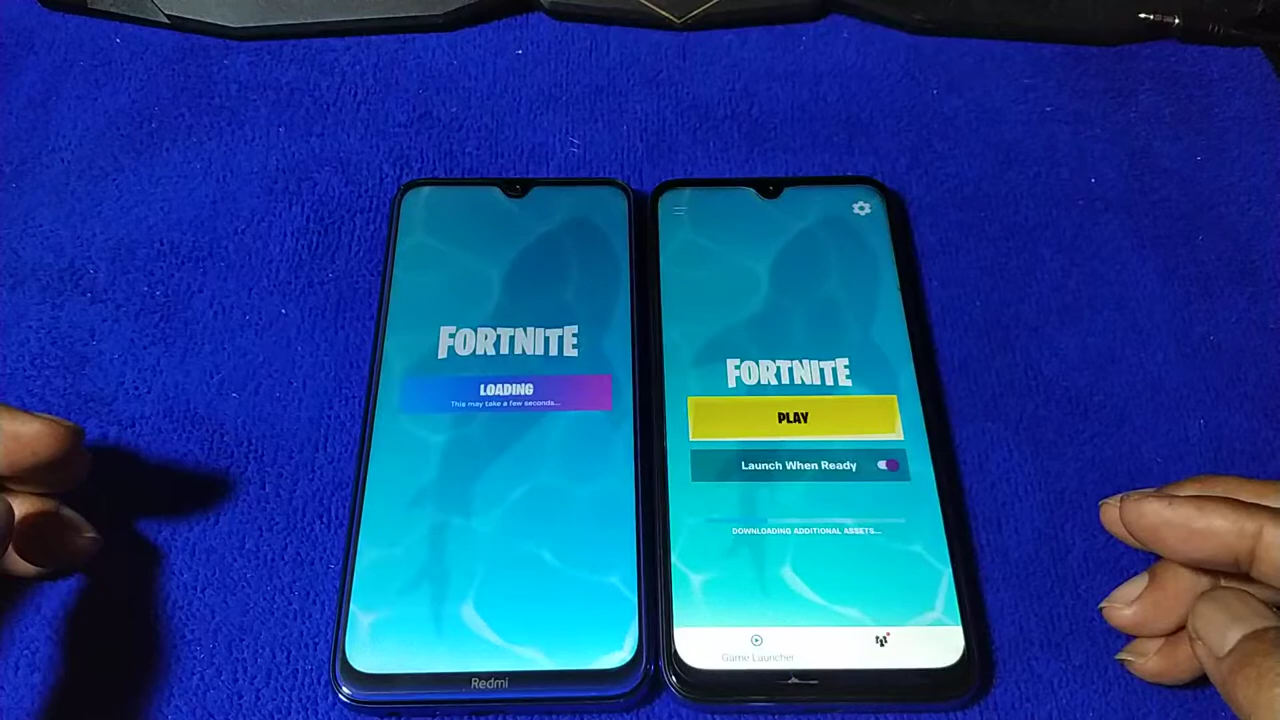 FORTNITE
LOADING
This may take a few seconds...
Redmi
FORTNITE
PLAY
Launch When Ready
DOWNLOADING ADDITIONAL ASSETS...
Game Launcher